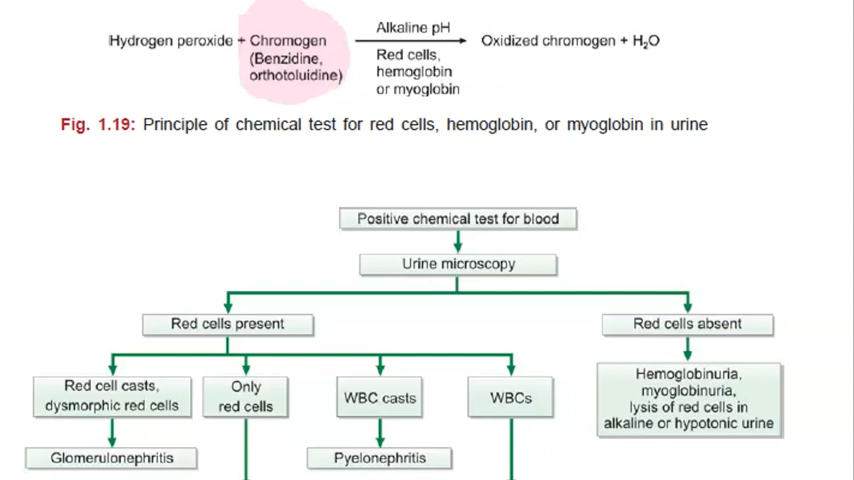 Hydrogen peroxide + Chromogen
(Benzidine,
orthotoluidine)
Alkaline pH
Red cells,
hemoglobin
or myoglobin
Oxidized chromogen + H₂O
Fig. 1.19: Principle of chemical test for red cells, hemoglobin, or myoglobin in urine
Positive chemical test for blood
Urine microscopy
Red cells present
Red cells absent
Red cell casts,
dysmorphic red cells
Only
red cells
WBC casts
WBCs
Hemoglobinuria,
myoglobinuria,
lysis of red cells in
alkaline or hypotonic urine
Glomerulonephritis
Pyelonephritis